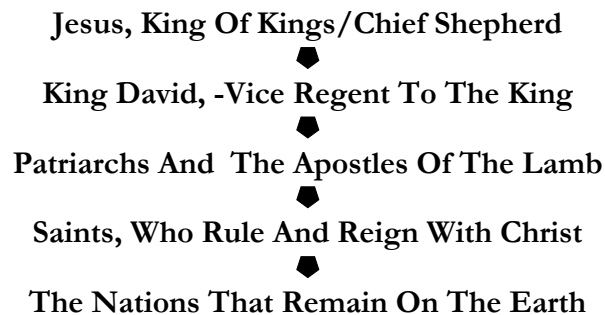 Jesus, King Of Kings/Chief Shepherd
King David, -Vice Regent To The King
Patriarchs And The Apostles Of The Lamb
Saints, Who Rule And Reign With Christ
The Nations That Remain On The Earth